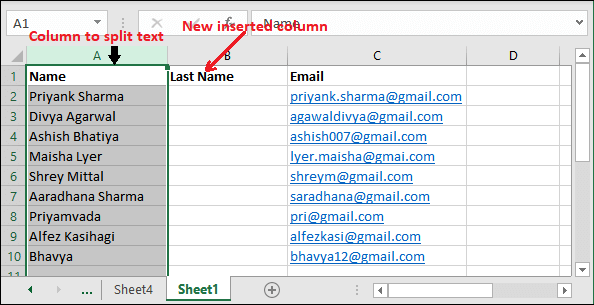 A1 fx Name
Column to split text New inserted column
A B C D
1 Name Last Name Email
2 Priyank Sharma priyank.sharma@gmail.com
3 Divya Agarwal agawaldivya@gmail.com
4 Ashish Bhatiya ashish007@gmail.com
5 Maisha Lyer lyer.maisha@gmai.com
6 Shrey Mittal shreym@gmail.com
7 Aaradhana Sharma saradhana@gmail.com
8 Priyamvada pri@gmail.com
9 Alfez Kasihagi alfezkasi@gmail.com
10 Bhavya bhavya12@gmail.com
... Sheet4 Sheet1